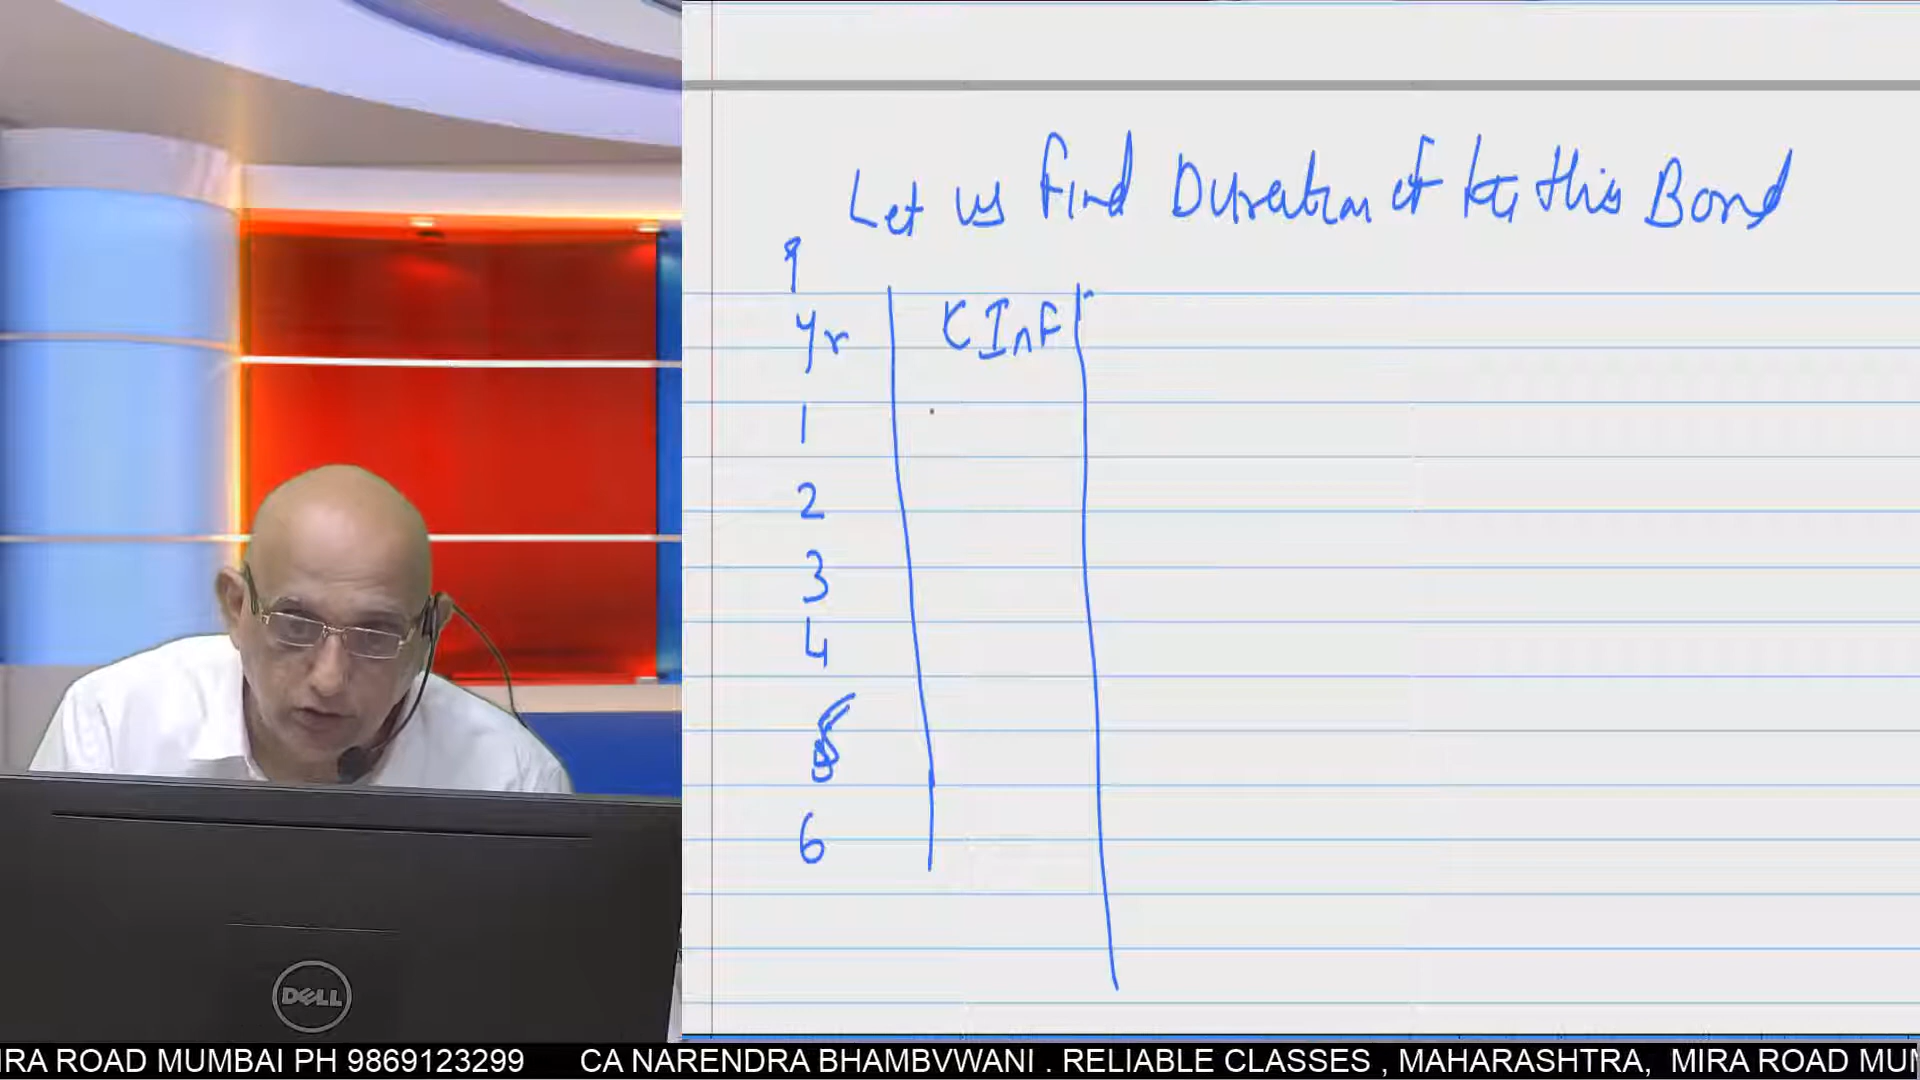 Let us find Duration of this Bond
Yr C InF
1
2
3
4
5
6
DELL
IRA ROAD MUMBAI PH 9869123299 CA NARENDRA BHAMBVWANI . RELIABLE CLASSES , MAHARASHTRA, MIRA ROAD MUM